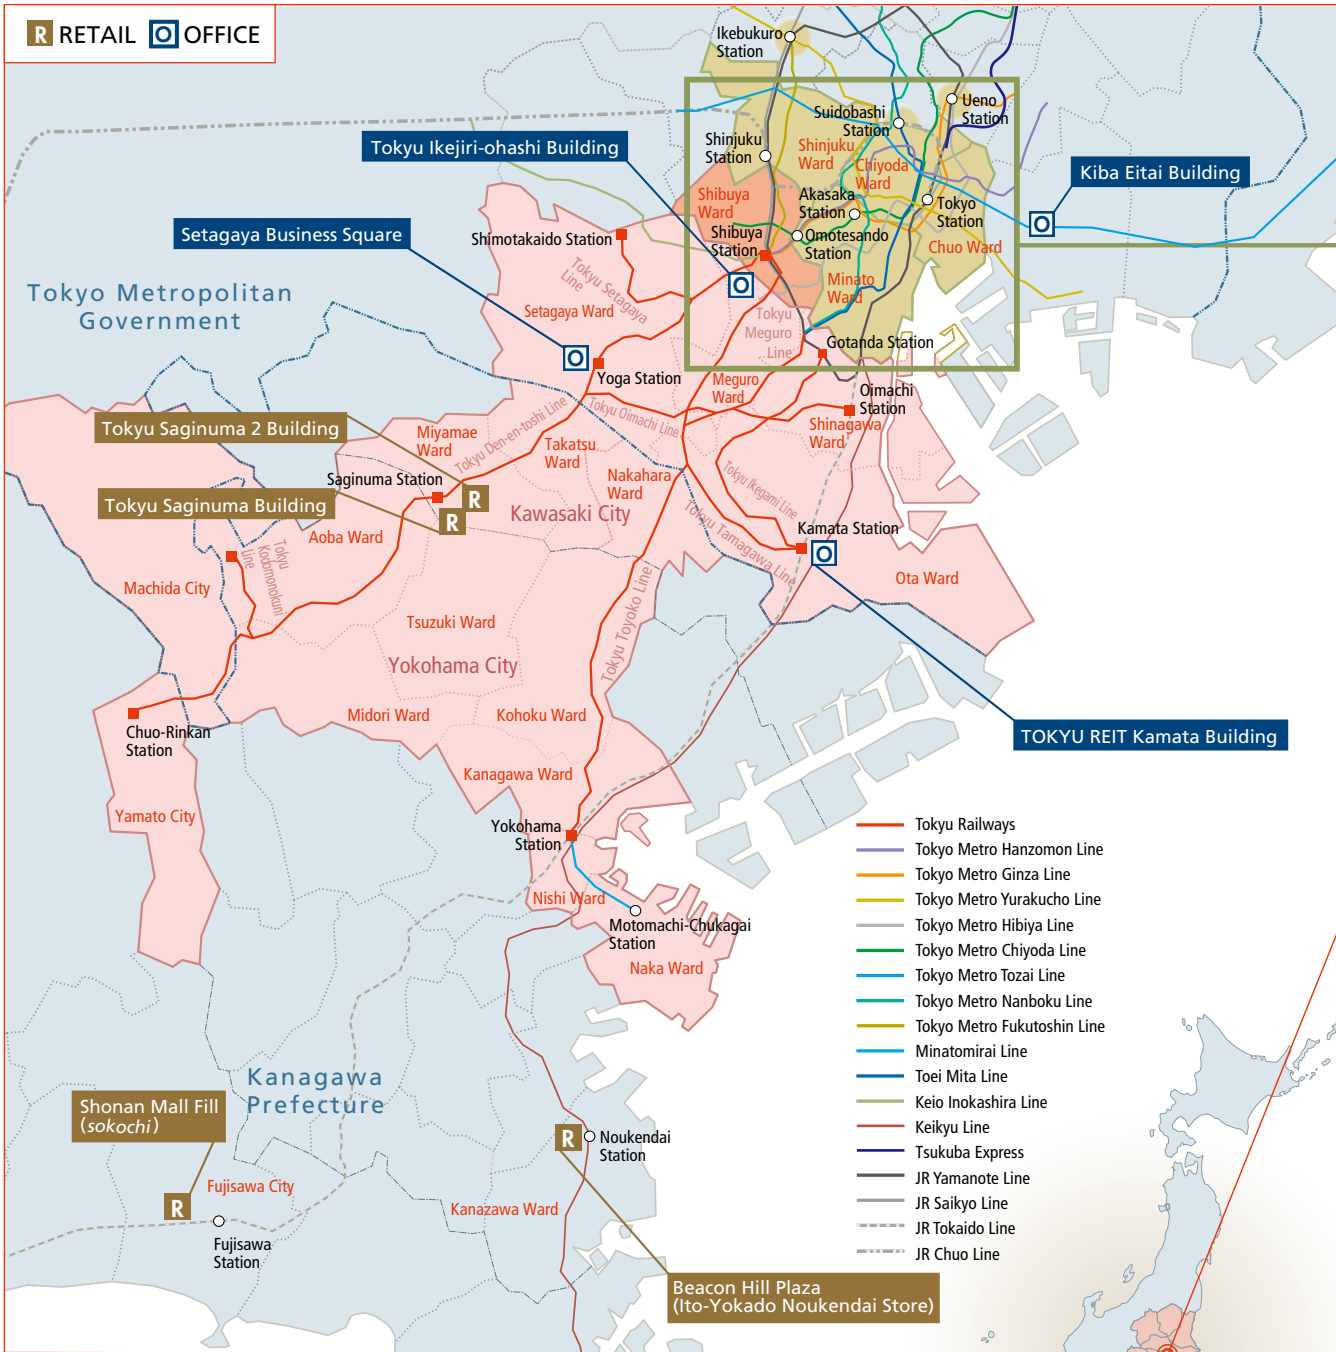 R RETAIL O OFFICE
Ikebukuro
Station
Ueno
Station
Suidobashi
Station
Shinjuku
Station
Shinjuku
Ward
Chiyoda
Ward
Tokyu Ikejiri-ohashi Building
Kiba Eitai Building
O
Shibuya
Ward
Akasaka
Station
Tokyo
Station
Setagaya Business Square
Shimotakaido Station
Shibuya
Station
Omotesando
Station
Chuo Ward
Tokyu Setagaya
Line
O
Minato
Ward
Tokyo Metropolitan
Government
Setagaya Ward
Tokyu
Meguro
Line
Gotanda Station
O
Yoga Station
Meguro
Ward
Oimachi
Station
Tokyu Den-en-toshi Line
Tokyu Oimachi Line
Shinagawa
Ward
Tokyu Saginuma 2 Building
Miyamae
Ward
Takatsu
Ward
Nakahara
Ward
Saginuma Station
Tokyu Ikegami Line
R
Tokyu Saginuma Building
R
Kawasaki City
Tokyu Tamagawa Line
Kamata Station
O
Aoba Ward
Tokyu
Kodomonokuni
Line
Machida City
Ota Ward
Tsuzuki Ward
Tokyu Toyoko Line
Yokohama City
Midori Ward
Kohoku Ward
Chuo-Rinkan
Station
TOKYU REIT Kamata Building
Kanagawa Ward
Yamato City
Yokohama
Station
Nishi Ward
Motomachi-Chukagai
Station
Naka Ward
Tokyu Railways
Tokyo Metro Hanzomon Line
Tokyo Metro Ginza Line
Tokyo Metro Yurakucho Line
Tokyo Metro Hibiya Line
Tokyo Metro Chiyoda Line
Tokyo Metro Tozai Line
Tokyo Metro Nanboku Line
Tokyo Metro Fukutoshin Line
Minatomirai Line
Toei Mita Line
Keio Inokashira Line
Keikyu Line
Tsukuba Express
JR Yamanote Line
JR Saikyo Line
JR Tokaido Line
JR Chuo Line
Kanagawa
Prefecture
Shonan Mall Fill
(sokochi)
R
Noukendai
Station
Fujisawa City
R
Kanazawa Ward
Fujisawa
Station
Beacon Hill Plaza
(Ito-Yokado Noukendai Store)